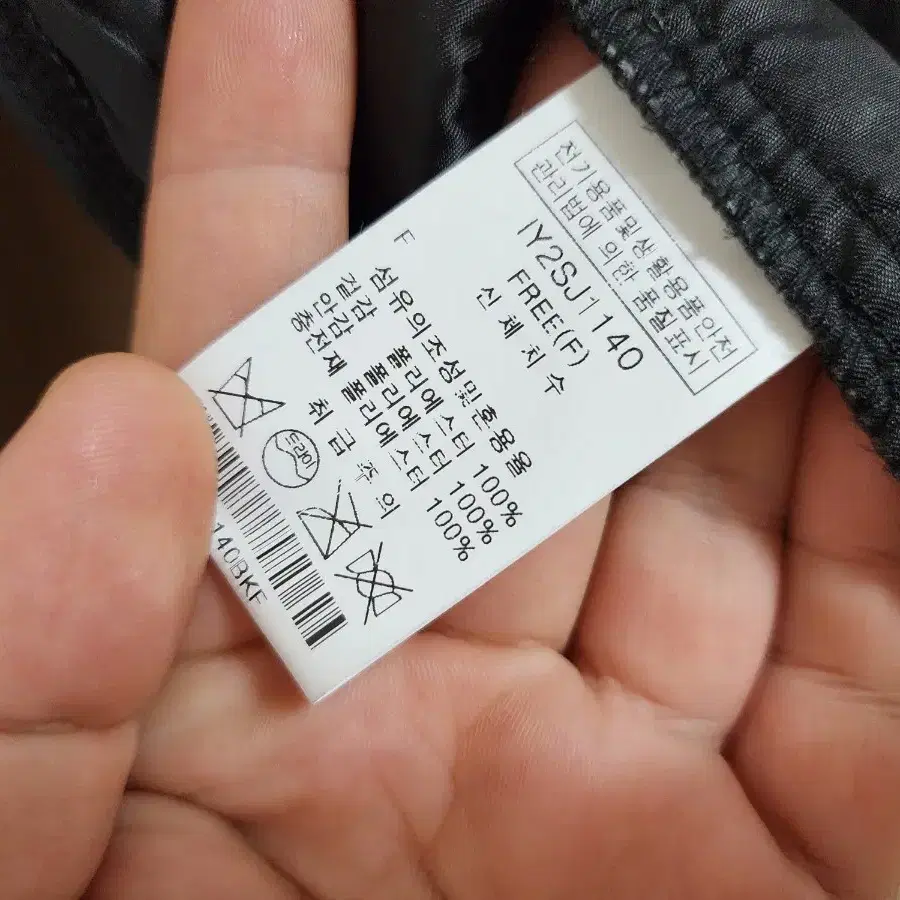 전기용품및생활용품안전
관리법에 의한 품질표시
IY2SJ1140
FREE(F)
신체치수
F
섬유의조성및혼용율
겉감 폴리에스터 100%
안감 폴리에스터 100%
충전재 폴리에스터 100%
취급주의
드라이
140BKF